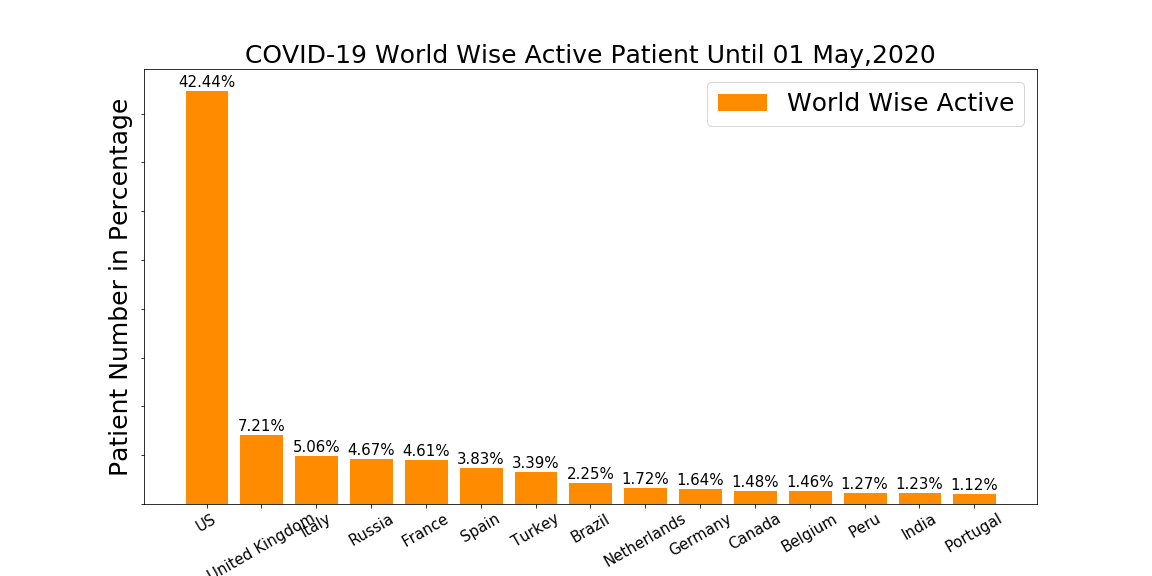 COVID-19 World Wise Active Patient Until 01 May,2020
World Wise Active
Patient Number in Percentage
42.44%
7.21%
5.06%
4.67%
4.61%
3.83%
3.39%
2.25%
1.72%
1.64%
1.48%
1.46%
1.27%
1.23%
1.12%
US
United Kingdom
Italy
Russia
France
Spain
Turkey
Brazil
Netherlands
Germany
Canada
Belgium
Peru
India
Portugal